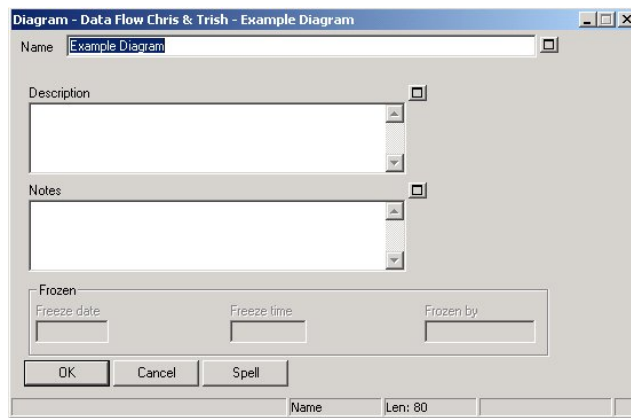 Diagram - Data Flow Chris & Trish - Example Diagram
Name Example Diagram
Description
Notes
Frozen
Freeze date Freeze time Frozen by
OK Cancel Spell
Name Len: 80